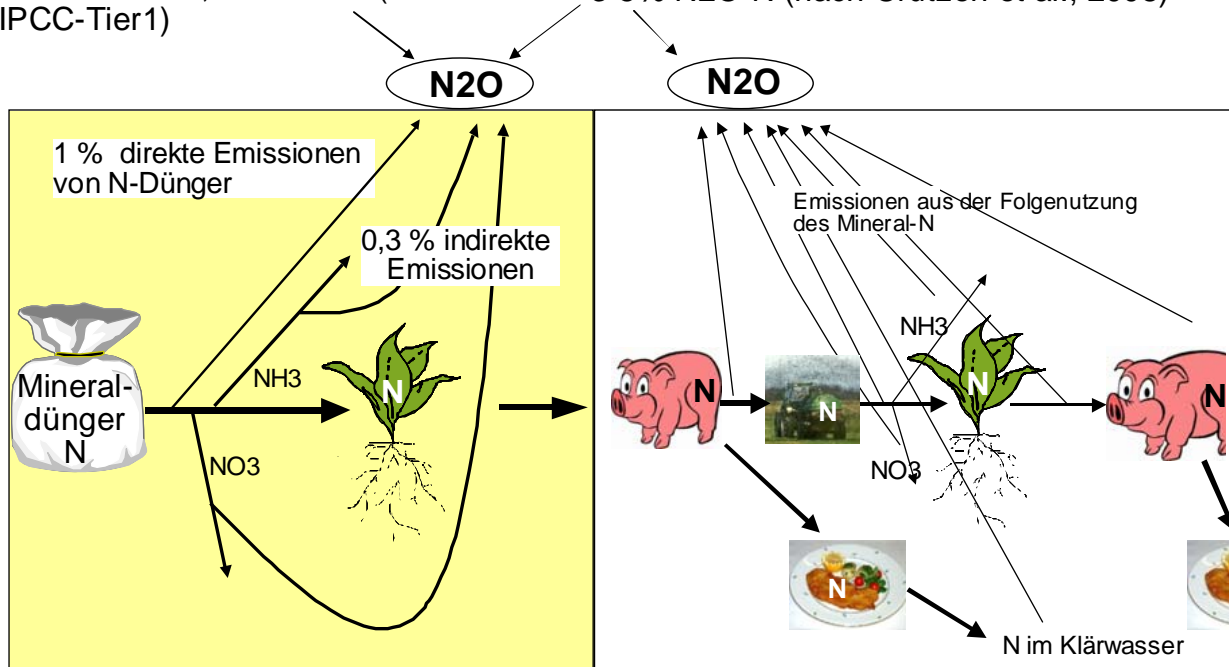 IPCC-Tier1)
N2O
N2O
1 % direkte Emissionen
von N-Dünger
0,3 % indirekte
Emissionen
Mineral-
dünger
N
NH3
NO3
N
Emissionen aus der Folgenutzung
des Mineral-N
N
N
NH3
NO3
N
N
N
N im Klärwasser